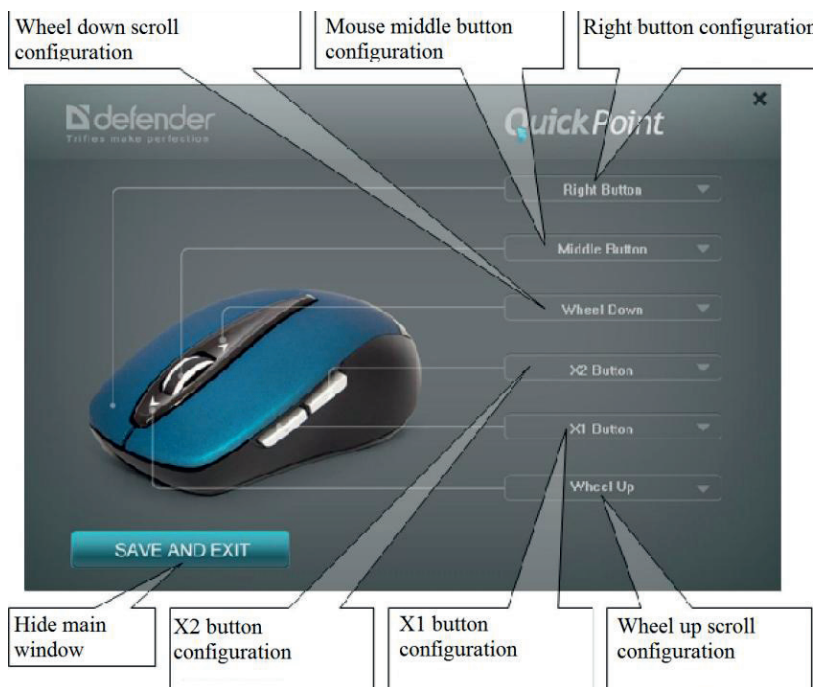 Wheel down scroll
configuration
Mouse middle button
configuration
Right button configuration
defender
Trifles make perfection
QuickPoint
Right Button
Middle Button
Wheel Down
X2 Button
X1 Button
Wheel Up
SAVE AND EXIT
Hide main
window
X2 button
configuration
X1 button
configuration
Wheel up scroll
configuration